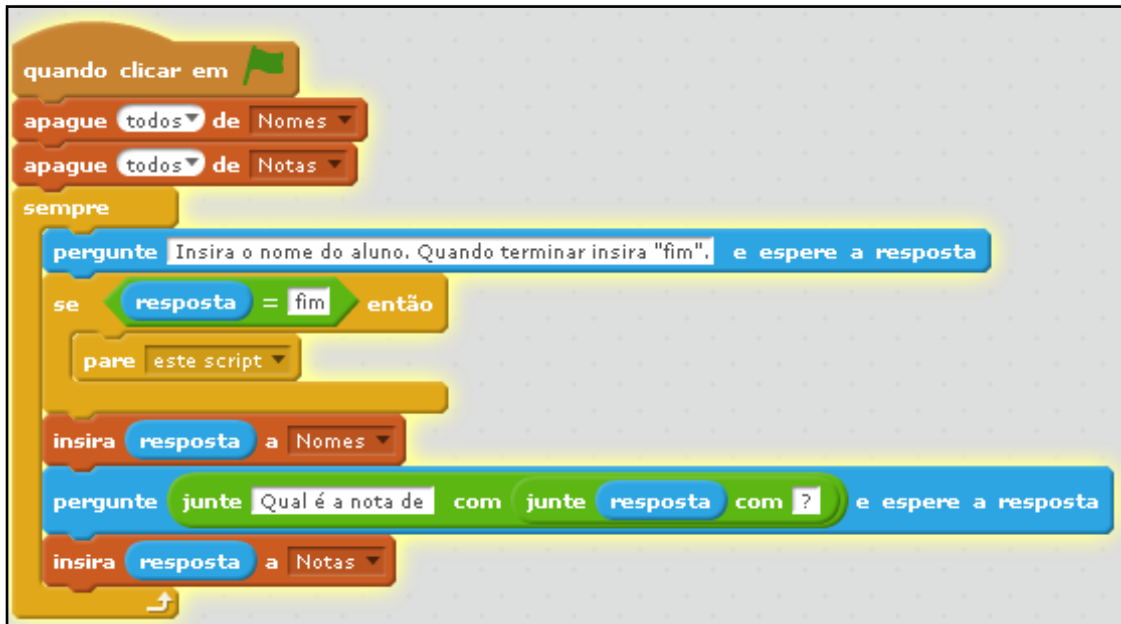 quando clicar em
apague todos de Nomes
apague todos de Notas
sempre
pergunte Insira o nome do aluno. Quando terminar insira "fim". e espere a resposta
se resposta = fim então
pare este script
insira resposta a Nomes
pergunte junte Qual é a nota de com junte resposta com ? e espere a resposta
insira resposta a Notas